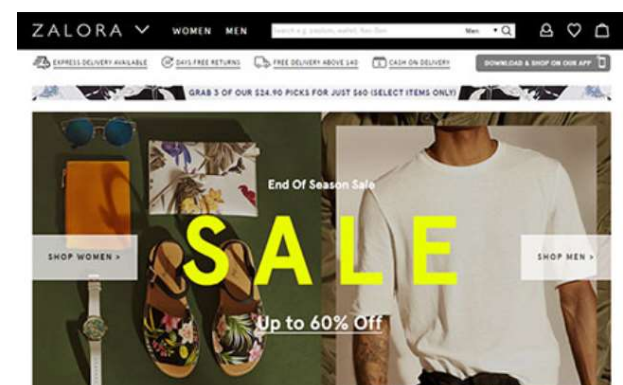 ZALORA
WOMEN MEN
Men
EXPRESS DELIVERY AVAILABLE
DAYS FREE RETURNS
FREE DELIVERY ABOVE $40
CASH ON DELIVERY
DOWNLOAD & SHOP ON OUR APP
GRAB 3 OF OUR $24.90 PICKS FOR JUST $60 (SELECT ITEMS ONLY)
End Of Season Sale
SALE
SHOP WOMEN >
SHOP MEN >
Up to 60% Off